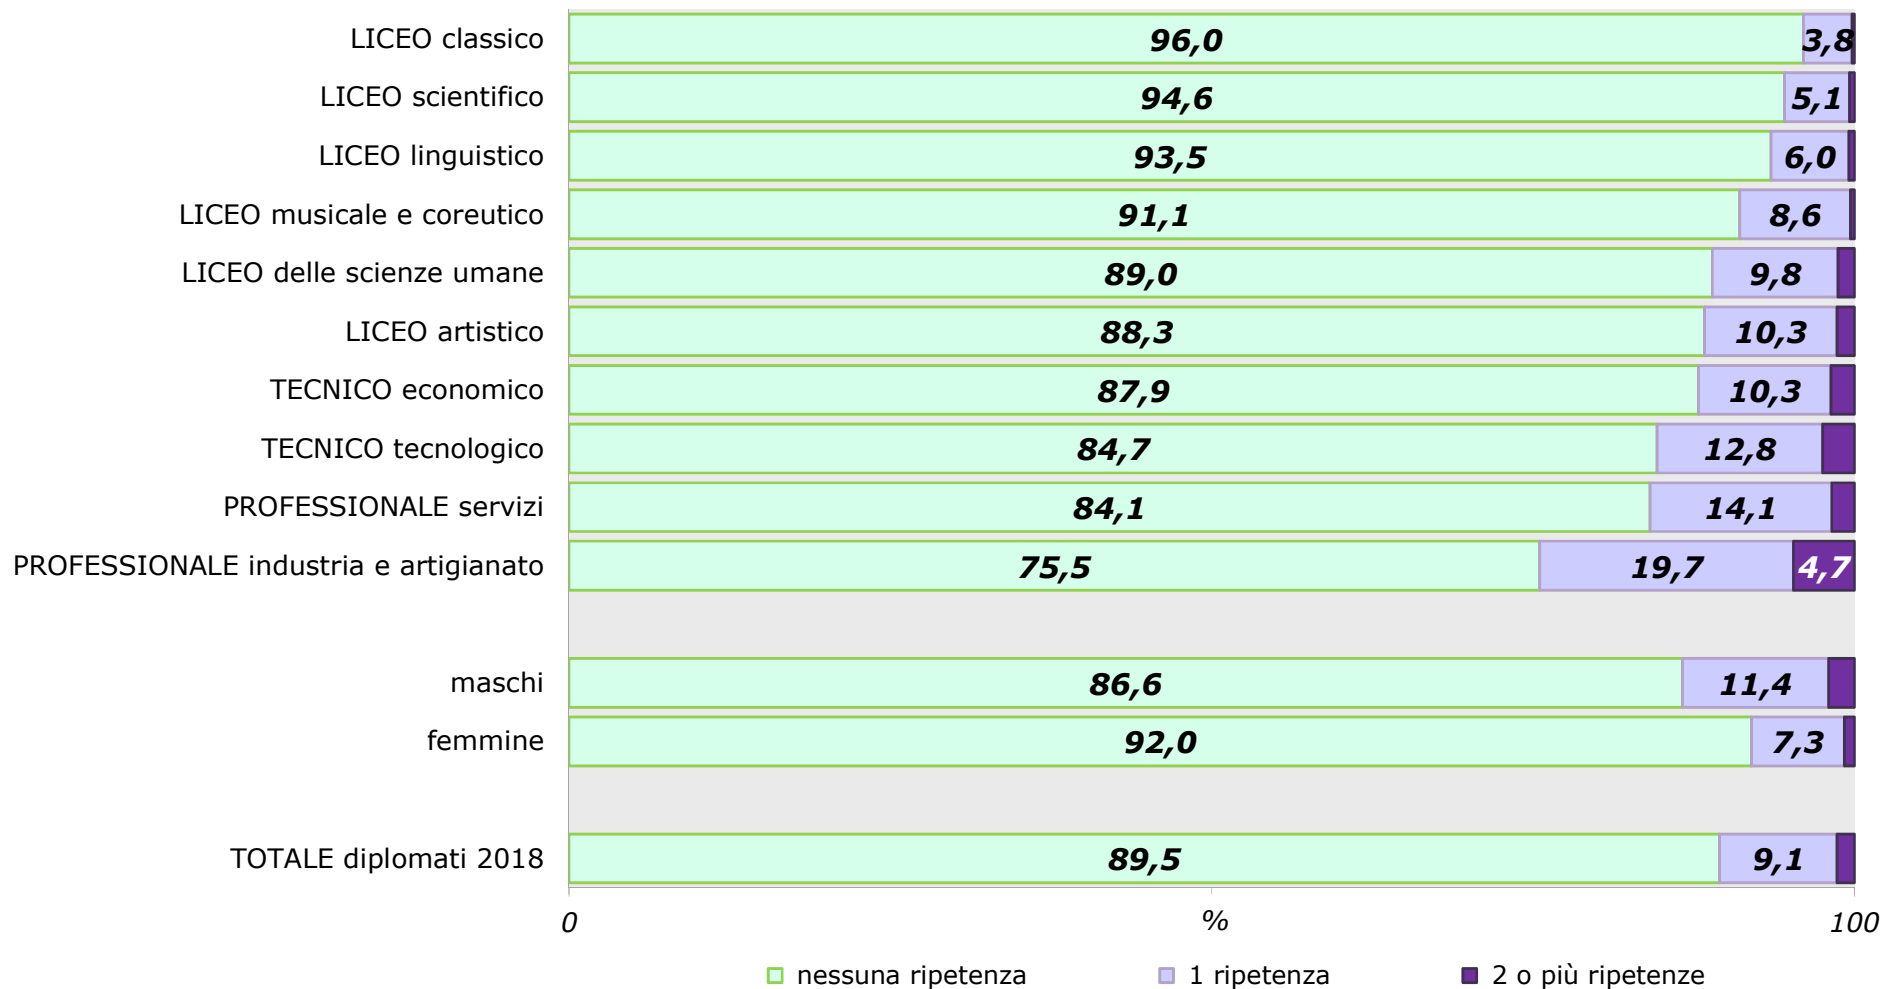 LICEO classico 96,0 3,8
LICEO scientifico 94,6 5,1
LICEO linguistico 93,5 6,0
LICEO musicale e coreutico 91,1 8,6
LICEO delle scienze umane 89,0 9,8
LICEO artistico 88,3 10,3
TECNICO economico 87,9 10,3
TECNICO tecnologico 84,7 12,8
PROFESSIONALE servizi 84,1 14,1
PROFESSIONALE industria e artigianato 75,5 19,7 4,7
maschi 86,6 11,4
femmine 92,0 7,3
TOTALE diplomati 2018 89,5 9,1
0 % 100
nessuna ripetenza 1 ripetenza 2 o più ripetenze